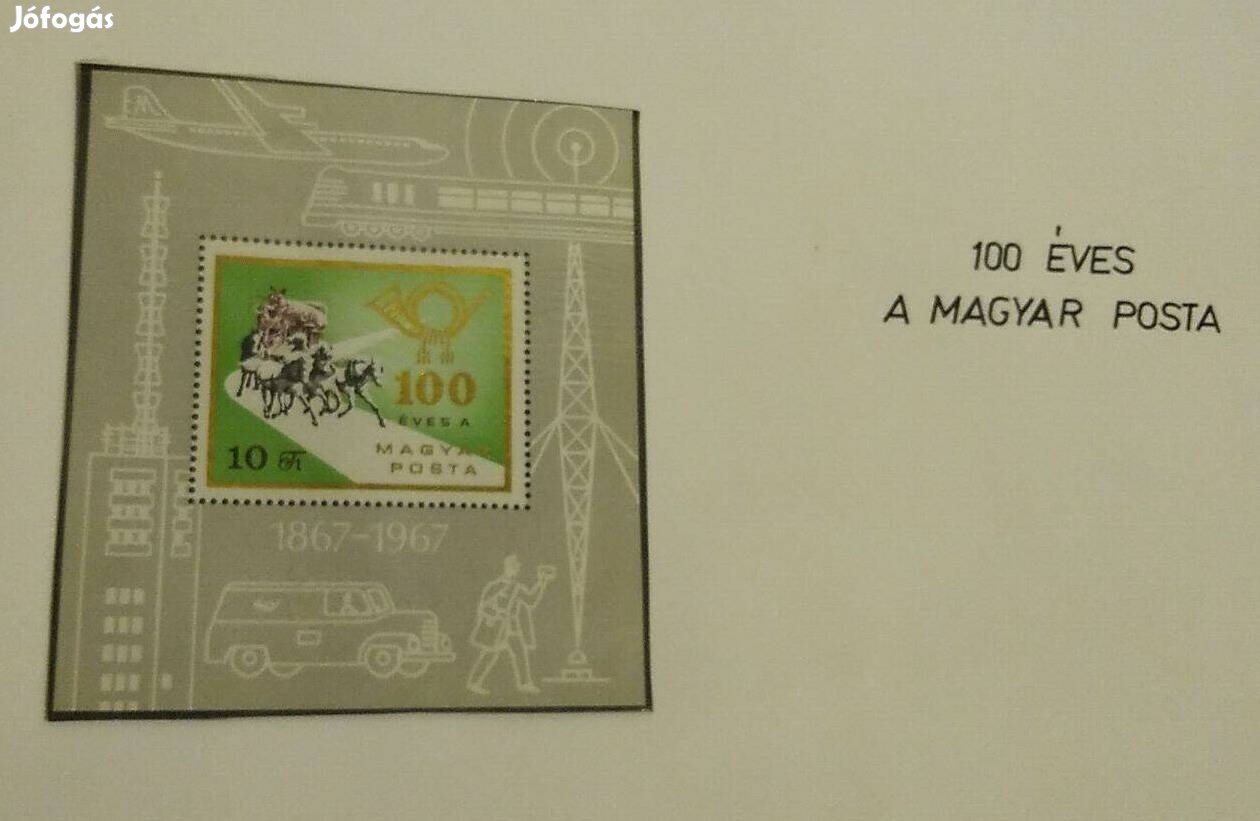 Jófogás
100 ÉVES
A MAGYAR POSTA
100
ÉVES A
MAGYAR
POSTA
10 Ft
1867-1967